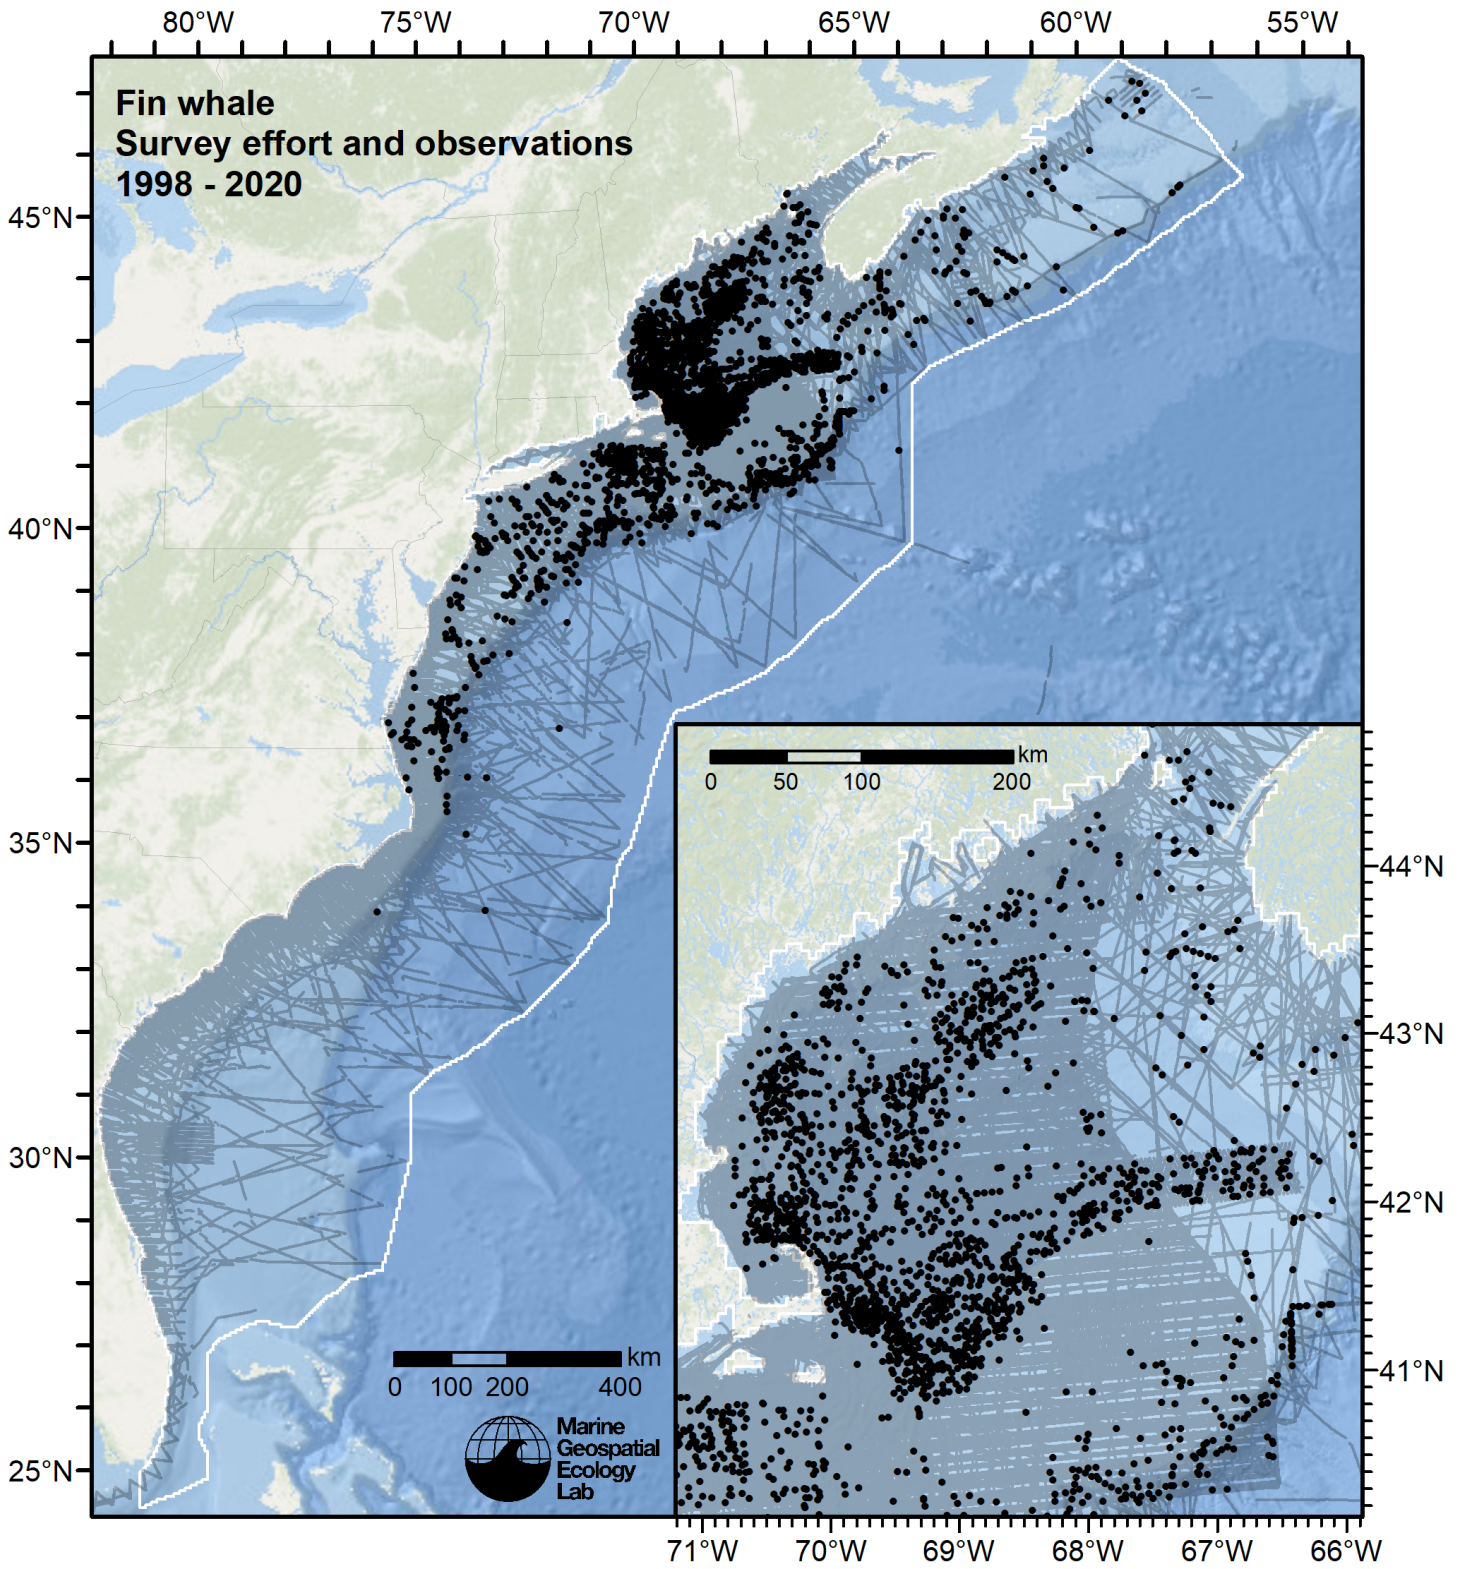 80°W 75°W 70°W 65°W 60°W 55°W
Fin whale
Survey effort and observations
1998 - 2020
45°N
40°N
35°N
30°N
25°N
km
0 50 100 200
44°N
43°N
42°N
41°N
km
0 100 200 400
Marine
Geospatial
Ecology
Lab
71°W 70°W 69°W 68°W 67°W 66°W